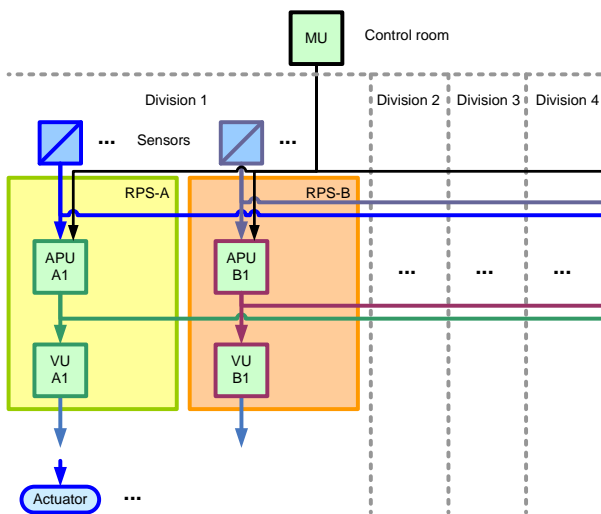 MU
Control room
Division 1
Division 2
Division 3
Division 4
...
Sensors
...
RPS-A
RPS-B
APU
A1
APU
B1
...
...
...
VU
A1
VU
B1
Actuator
...